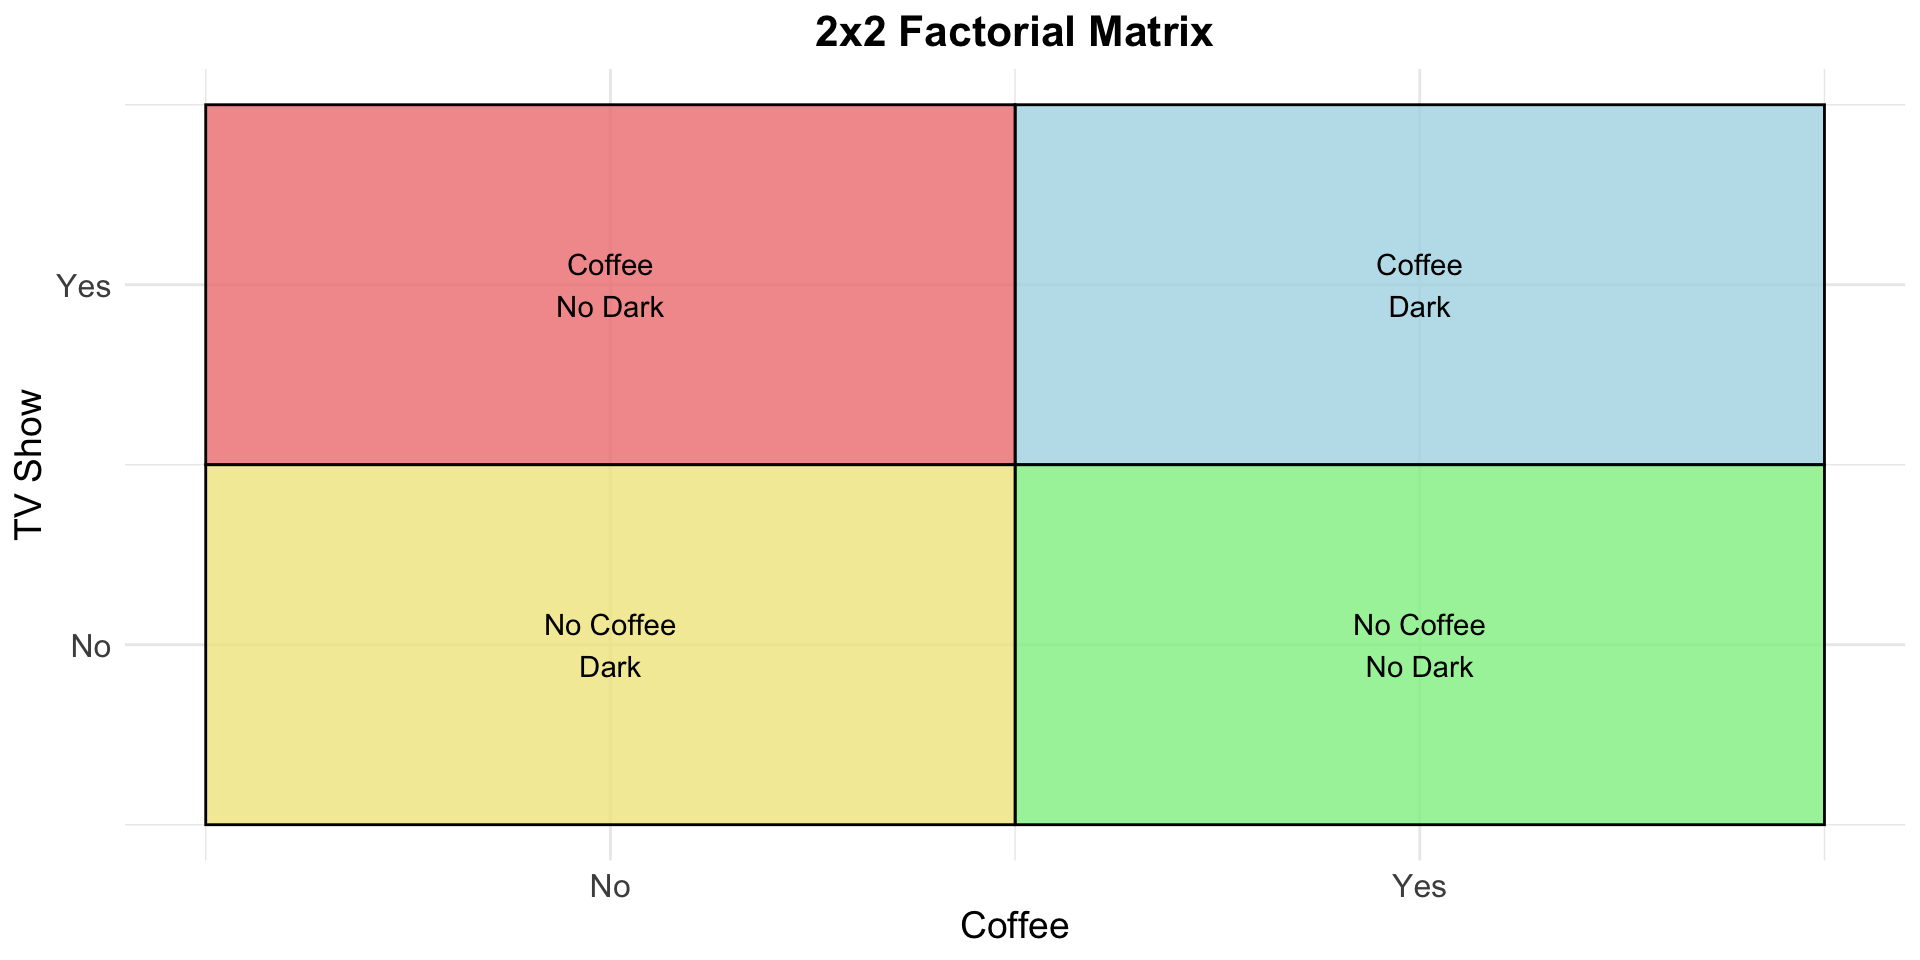 2x2 Factorial Matrix
Yes
Coffee
No Dark
Coffee
Dark
TV Show
No
No Coffee
Dark
No Coffee
No Dark
No
Yes
Coffee